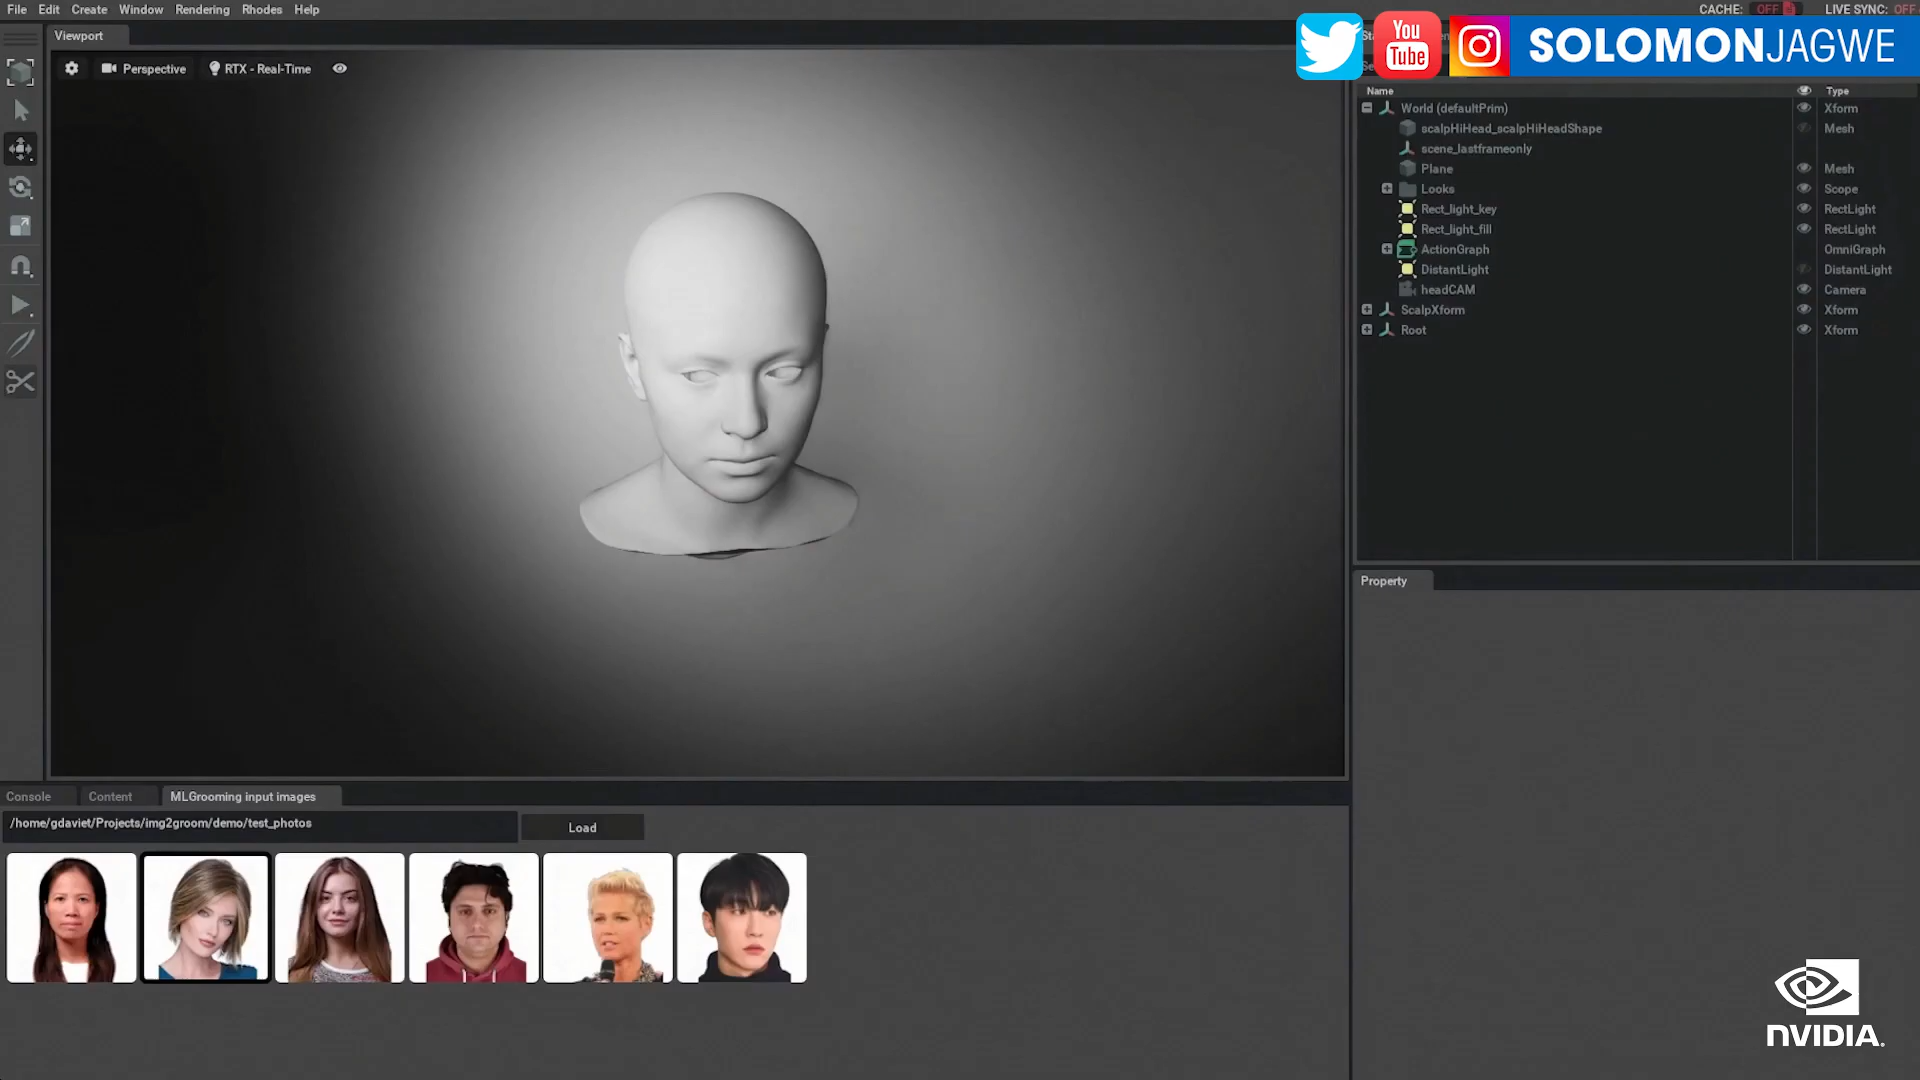 File Edit Create Window Rendering Rhodes Help
CACHE: OFF LIVE SYNC: OFF
Viewport
You
Tube
SOLOMONJAGWE
Perspective RTX - Real-Time
Name Type
World (defaultPrim) Xform
scalpHiHead_scalpHiHeadShape Mesh
scene_lastframeonly
Plane Mesh
Looks Scope
Rect_light_key RectLight
Rect_light_fill RectLight
ActionGraph OmniGraph
DistantLight DistantLight
headCAM Camera
ScalpXform Xform
Root Xform
Property
Console Content MLGrooming input images
/home/gdaviet/Projects/img2groom/demo/test_photos Load
NVIDIA.